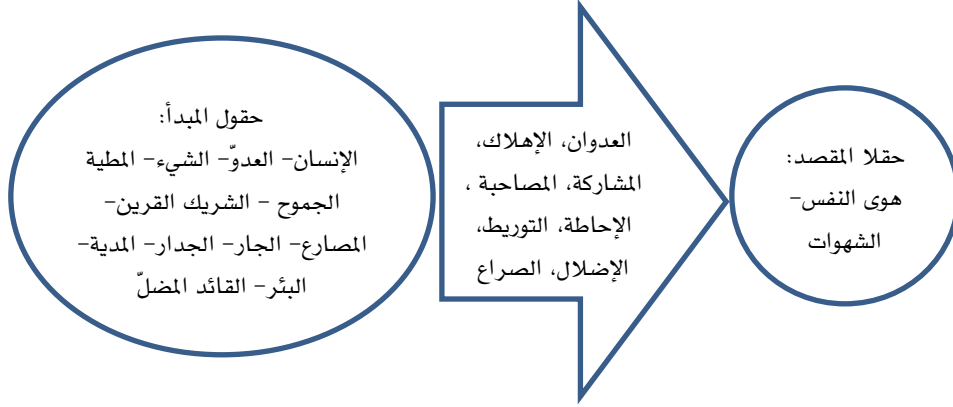 حقول المبدأ:
الإنسان- العدوّ- الشيء- المطية
الجموح - الشريك القرين-
المصارع- الجار- الجدار- المدية-
البئر- القائد المضلّ
العدوان، الإهلاك،
المشاركة، المصاحبة ،
الإحاطة، التوريط،
الإضلال، الصراع
حقلا المقصد:
هوى النفس-
الشهوات